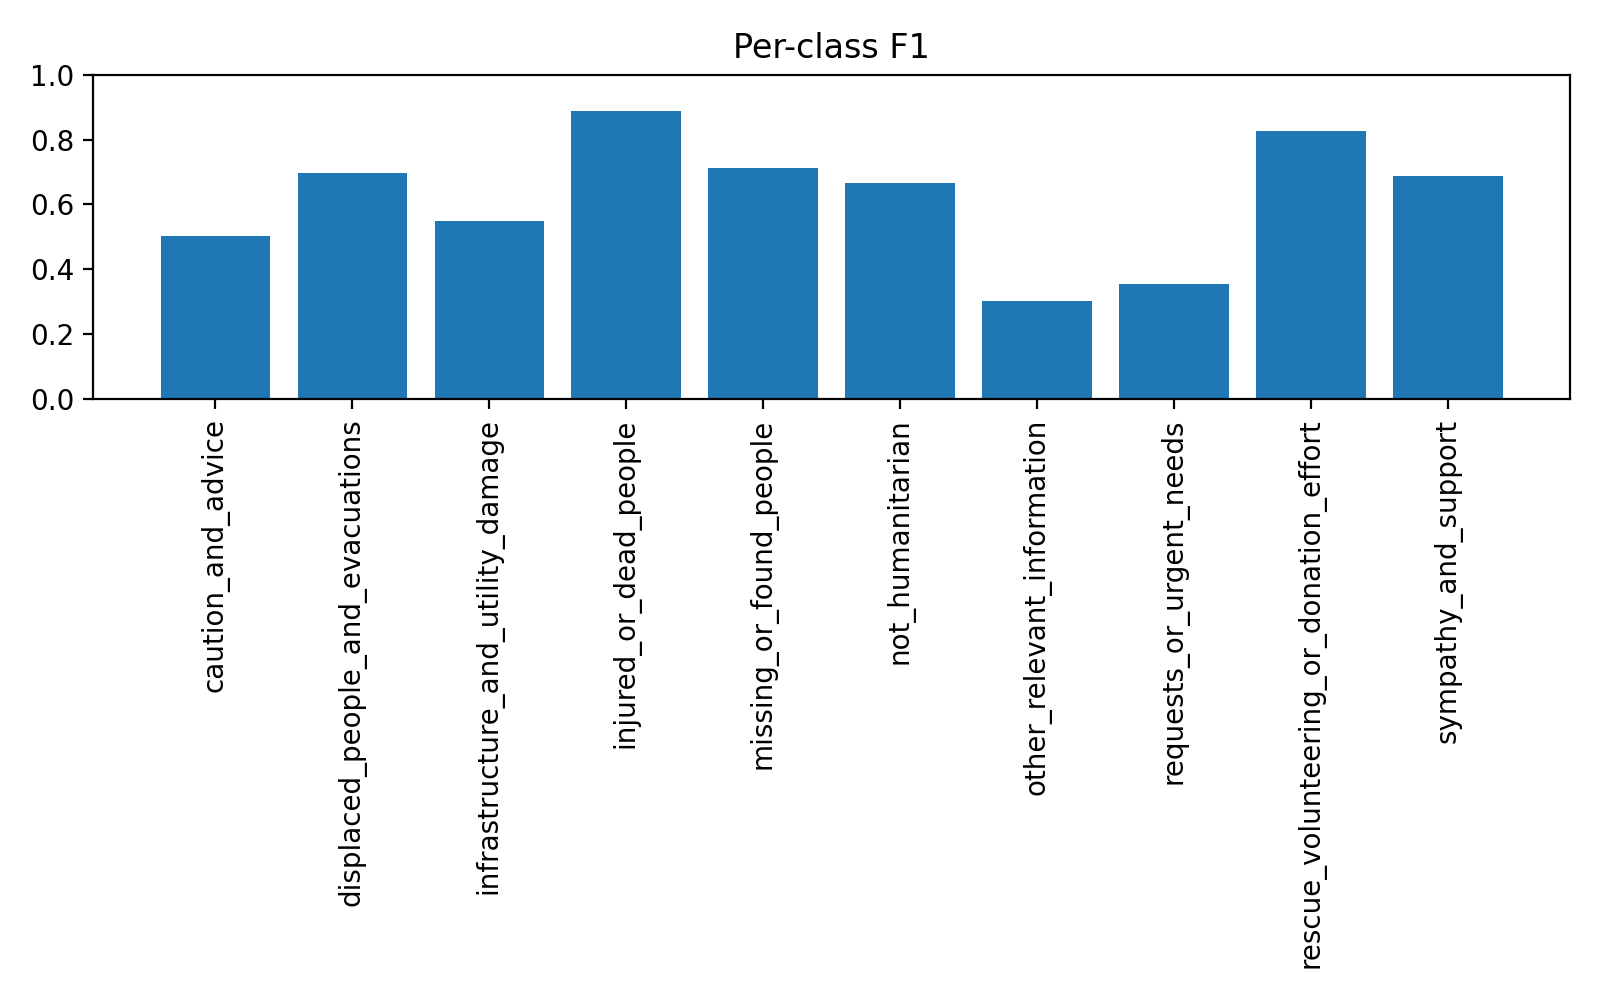 Per-class F1
1.0
0.8
0.6
0.4
0.2
0.0
caution_and_advice
displaced_people_and_evacuations
infrastructure_and_utility_damage
injured_or_dead_people
missing_or_found_people
not_humanitarian
other_relevant_information
requests_or_urgent_needs
rescue_volunteering_or_donation_effort
sympathy_and_support